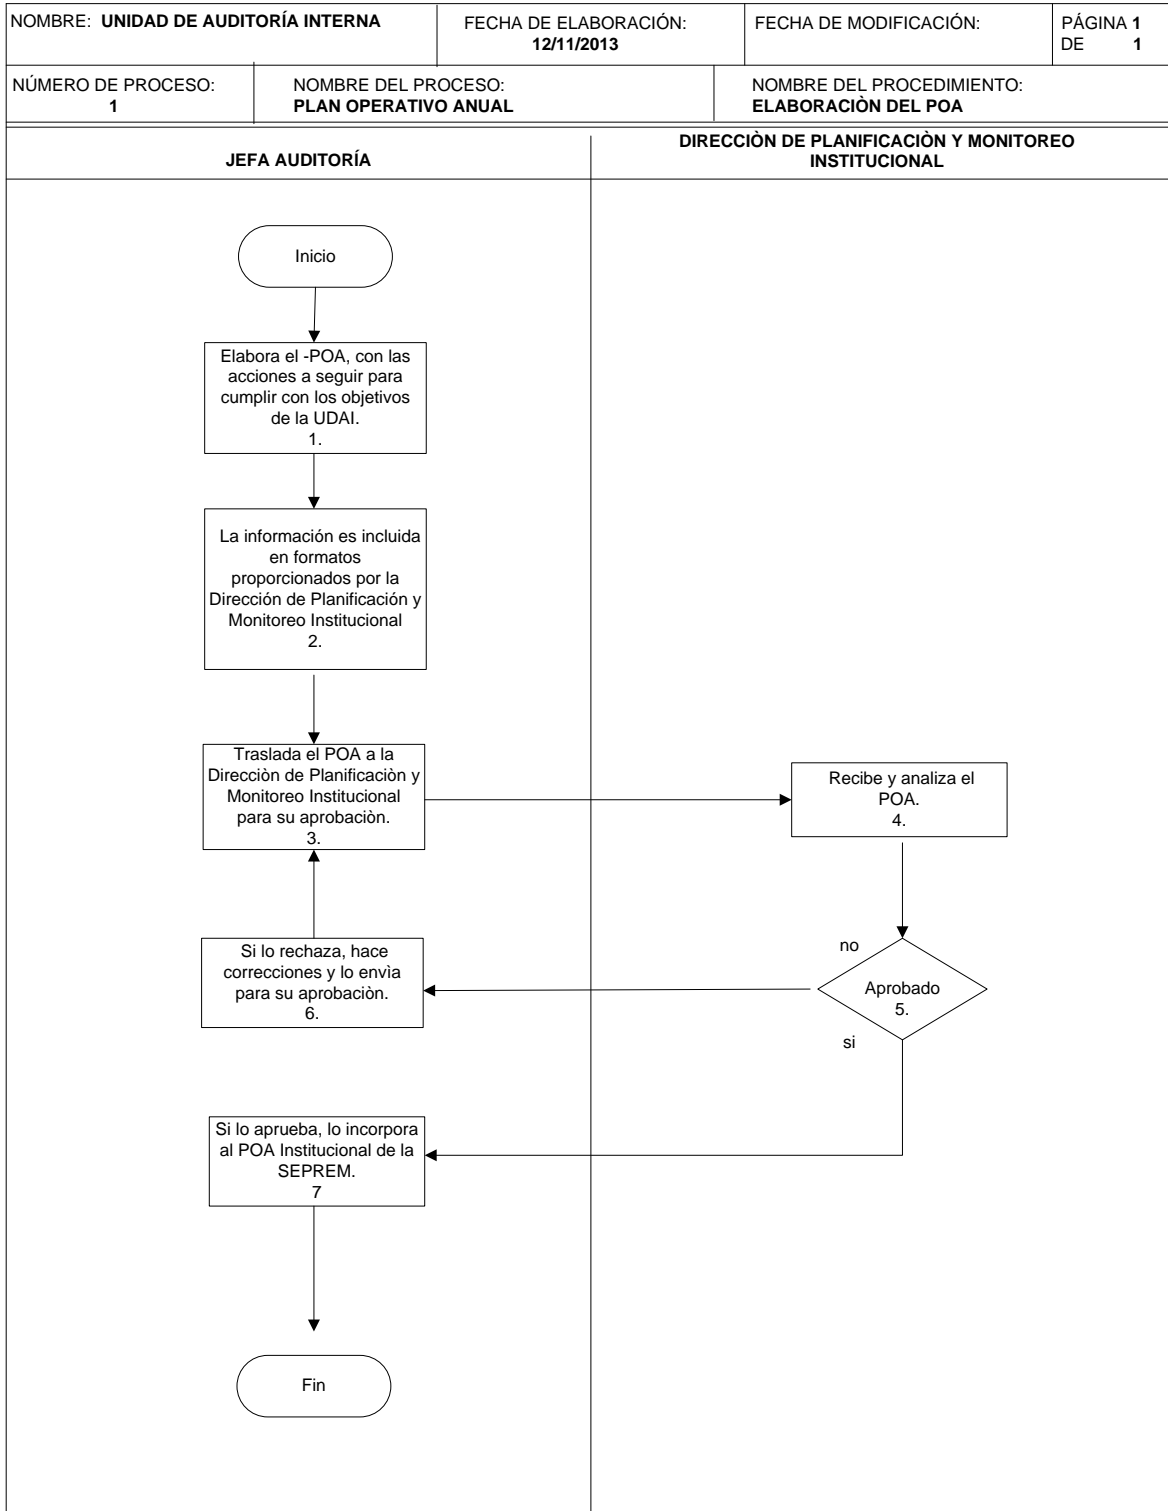 NOMBRE: UNIDAD DE AUDITORÍA INTERNA
FECHA DE ELABORACIÓN:
12/11/2013
FECHA DE MODIFICACIÓN:
PÁGINA 1
DE 1
NÚMERO DE PROCESO:
1
NOMBRE DEL PROCESO:
PLAN OPERATIVO ANUAL
NOMBRE DEL PROCEDIMIENTO:
ELABORACIÒN DEL POA
JEFA AUDITORÍA
DIRECCIÒN DE PLANIFICACIÒN Y MONITOREO
INSTITUCIONAL
Inicio
Elabora el -POA, con las
acciones a seguir para
cumplir con los objetivos
de la UDAI.
1.
La información es incluida
en formatos
proporcionados por la
Dirección de Planificación y
Monitoreo Institucional
2.
Traslada el POA a la
Direcciòn de Planificaciòn y
Monitoreo Institucional
para su aprobaciòn.
3.
Recibe y analiza el
POA.
4.
no
Aprobado
5.
si
Si lo rechaza, hace
correcciones y lo envìa
para su aprobaciòn.
6.
Si lo aprueba, lo incorpora
al POA Institucional de la
SEPREM.
7
Fin